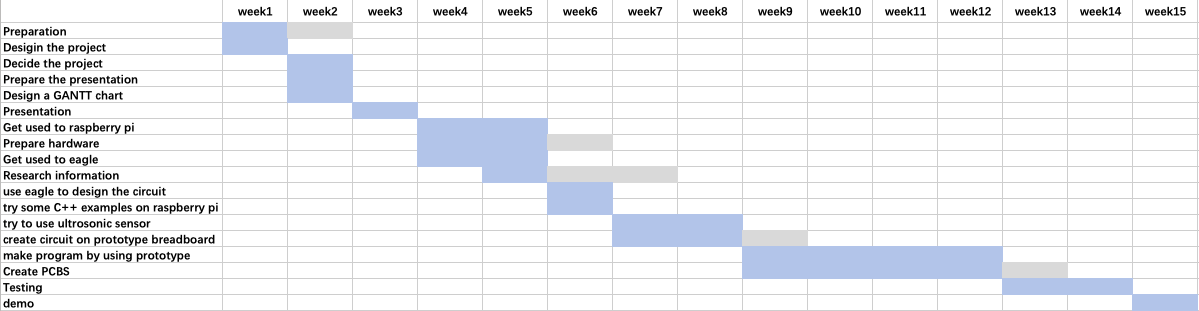 week1 week2 week3 week4 week5 week6 week7 week8 week9 week10 week11 week12 week13 week14 week15
Preparation
Desigin the project
Decide the project
Prepare the presentation
Design a GANTT chart
Presentation
Get used to raspberry pi
Prepare hardware
Get used to eagle
Research information
use eagle to design the circuit
try some C++ examples on raspberry pi
try to use ultrosonic sensor
create circuit on prototype breadboard
make program by using prototype
Create PCBS
Testing
demo